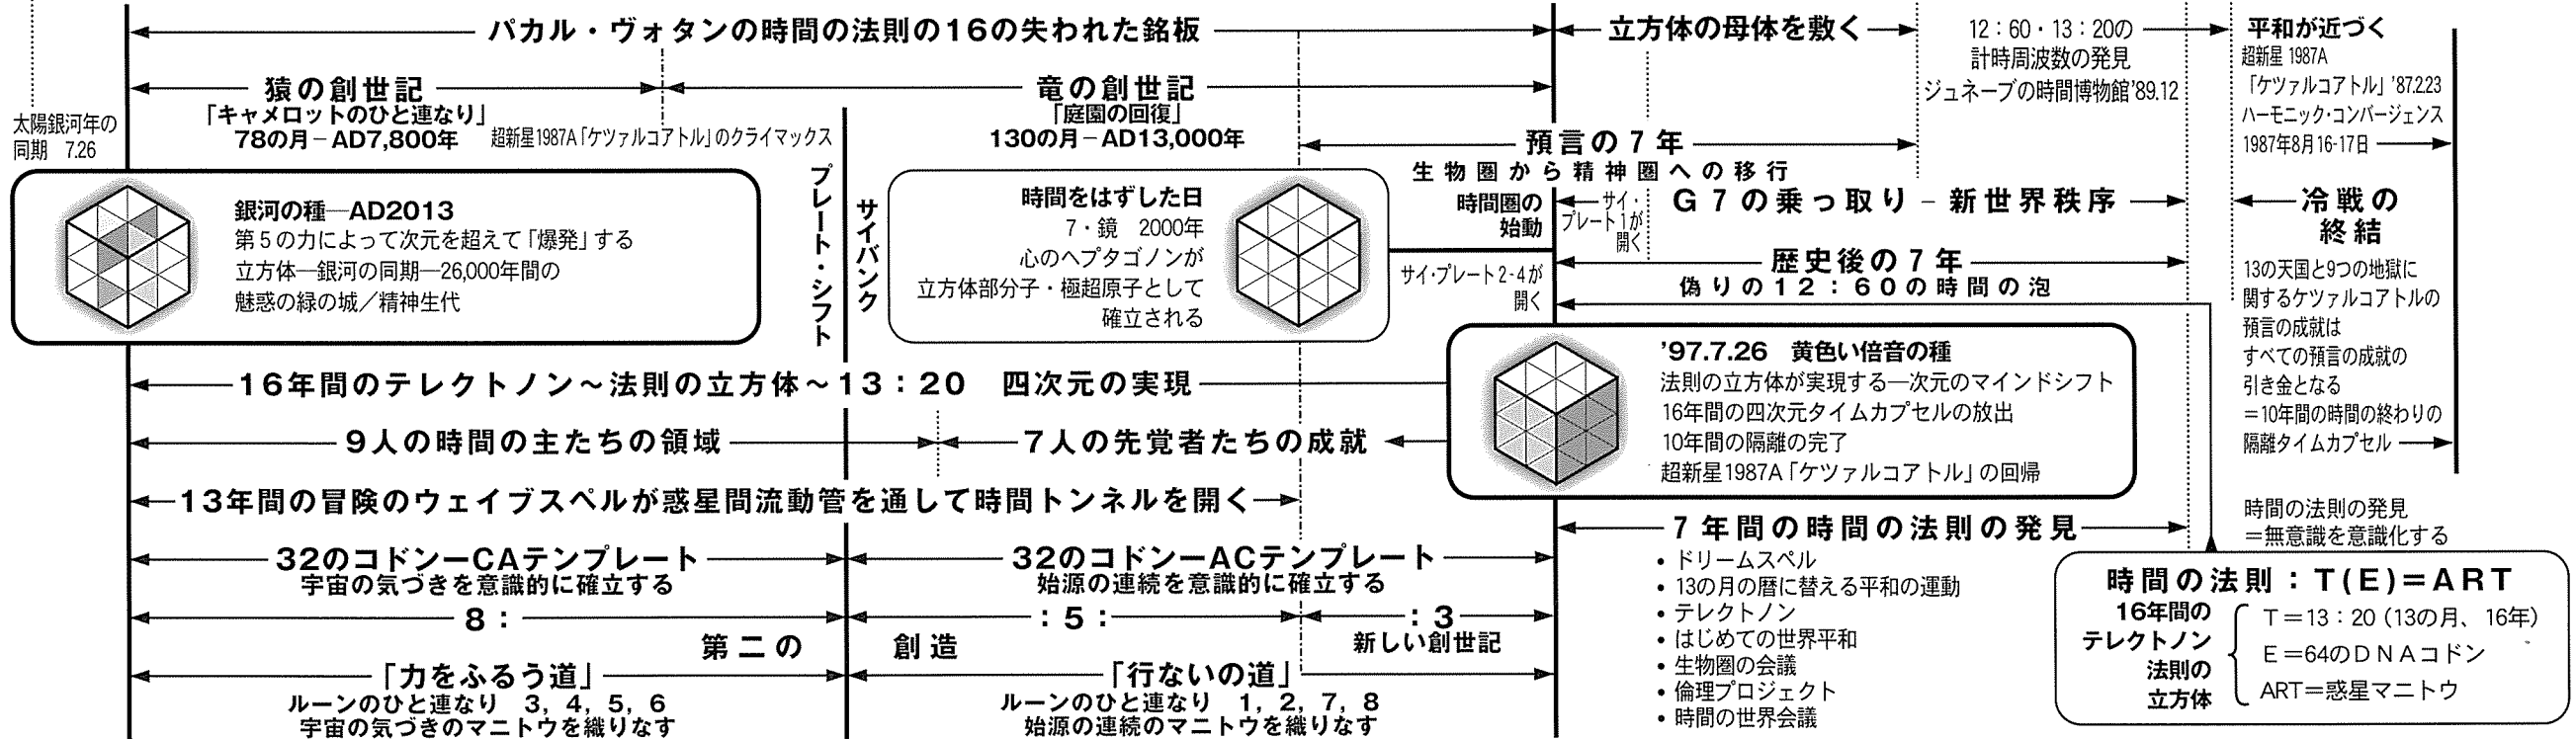 パカル・ヴォタンの時間の法則の16の失われた銘板
立方体の母体を敷く
12：60・13：20の
計時周波数の発見
ジュネーブの時間博物館'89.12
平和が近づく
超新星 1987A
「ケツァルコアトル」'87.2.23
ハーモニック・コンバージェンス
1987年8月16-17日
猿の創世記
「キャメロットのひと連なり」
78の月－AD7,800年
超新星1987A「ケツァルコアトル」のクライマックス
竜の創世記
「庭園の回復」
130の月－AD13,000年
太陽銀河年の
同期　7.26
預言の7年
生物圏から精神圏への移行
銀河の種―AD2013
第5の力によって次元を超えて「爆発」する
立方体―銀河の同期―26,000年間の
魅惑の緑の城／精神生代
プレート・シフト
サイバンク
時間をはずした日
7・鏡　2000年
心のヘプタゴノンが
立方体部分子・極超原子として
確立される
時間圏の
始動
サイ・
プレート1が
開く
G7の乗っ取り－新世界秩序
冷戦の
終結
サイ・プレート2-4が
開く
歴史後の7年
偽りの12：60の時間の泡
13の天国と9つの地獄に
関するケツァルコアトルの
預言の成就は
すべての預言の成就の
引き金となる
＝10年間の時間の終わりの
隔離タイムカプセル
'97.7.26　黄色い倍音の種
法則の立方体が実現する―次元のマインドシフト
16年間の四次元タイムカプセルの放出
10年間の隔離の完了
超新星1987A「ケツァルコアトル」の回帰
16年間のテレクトノン～法則の立方体～13：20　四次元の実現
9人の時間の主たちの領域
7人の先覚者たちの成就
13年間の冒険のウェイブスペルが惑星間流動管を通して時間トンネルを開く
時間の法則の発見
＝無意識を意識化する
32のコドンーCAテンプレート
宇宙の気づきを意識的に確立する
32のコドンーACテンプレート
始源の連続を意識的に確立する
7年間の時間の法則の発見
• ドリームスペル
• 13の月の暦に替える平和の運動
• テレクトノン
• はじめての世界平和
• 生物圏の会議
• 倫理プロジェクト
• 時間の世界会議
8：
：5：
：3
第二の　創造
新しい創世記
「力をふるう道」
ルーンのひと連なり　3，4，5，6
宇宙の気づきのマニトウを織りなす
「行ないの道」
ルーンのひと連なり　1，2，7，8
始源の連続のマニトウを織りなす
時間の法則：T(E)=ART
16年間の
テレクトノン
法則の
立方体
T＝13：20（13の月、16年）
E＝64のＤＮＡコドン
ART＝惑星マニトウ